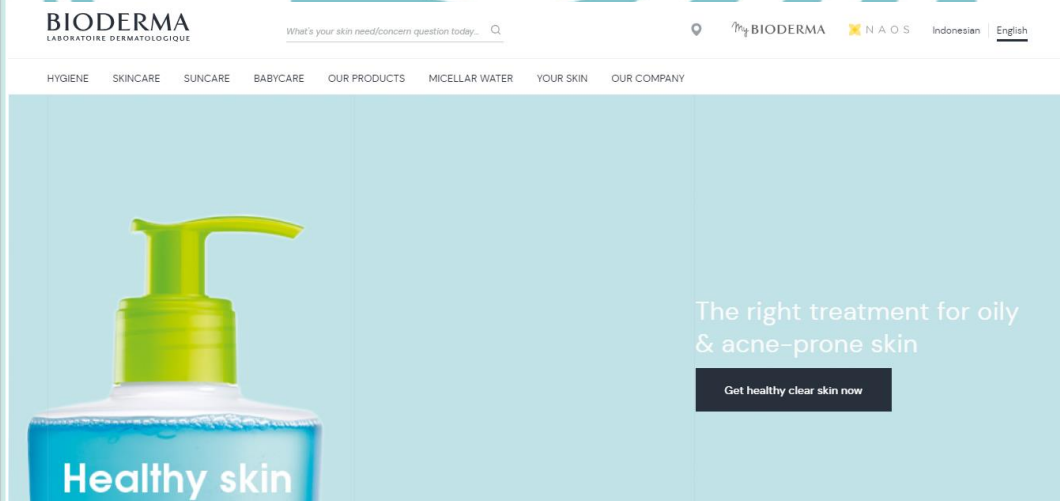 BIODERMA
LABORATOIRE DERMATOLOGIQUE
What's your skin need/concern question today...
My BIODERMA
NAOS
Indonesian
English
HYGIENE SKINCARE SUNCARE BABYCARE OUR PRODUCTS MICELLAR WATER YOUR SKIN OUR COMPANY
The right treatment for oily
& acne-prone skin
Get healthy clear skin now
Healthy skin